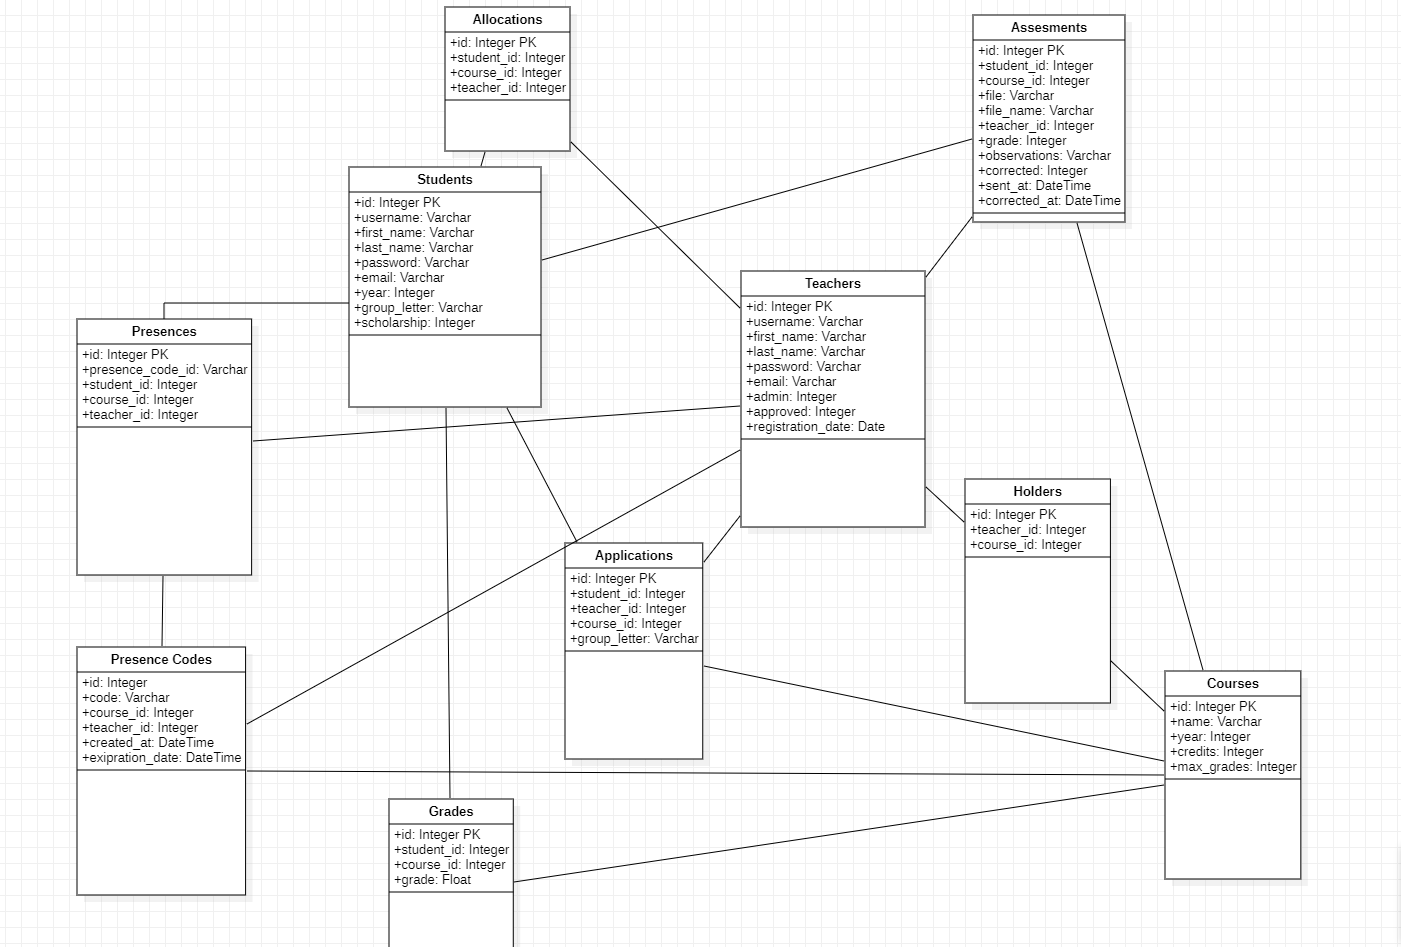 Allocations
+id: Integer PK
+student_id: Integer
+course_id: Integer
+teacher_id: Integer
Assesments
+id: Integer PK
+student_id: Integer
+course_id: Integer
+file: Varchar
+file_name: Varchar
+teacher_id: Integer
+grade: Integer
+observations: Varchar
+corrected: Integer
+sent_at: DateTime
+corrected_at: DateTime
Students
+id: Integer PK
+username: Varchar
+first_name: Varchar
+last_name: Varchar
+password: Varchar
+email: Varchar
+year: Integer
+group_letter: Varchar
+scholarship: Integer
Teachers
+id: Integer PK
+username: Varchar
+first_name: Varchar
+last_name: Varchar
+password: Varchar
+email: Varchar
+admin: Integer
+approved: Integer
+registration_date: Date
Presences
+id: Integer PK
+presence_code_id: Varchar
+student_id: Integer
+course_id: Integer
+teacher_id: Integer
Holders
+id: Integer PK
+teacher_id: Integer
+course_id: Integer
Applications
+id: Integer PK
+student_id: Integer
+teacher_id: Integer
+course_id: Integer
+group_letter: Varchar
Presence Codes
+id: Integer
+code: Varchar
+course_id: Integer
+teacher_id: Integer
+created_at: DateTime
+exipration_date: DateTime
Courses
+id: Integer PK
+name: Varchar
+year: Integer
+credits: Integer
+max_grades: Integer
Grades
+id: Integer PK
+student_id: Integer
+course_id: Integer
+grade: Float